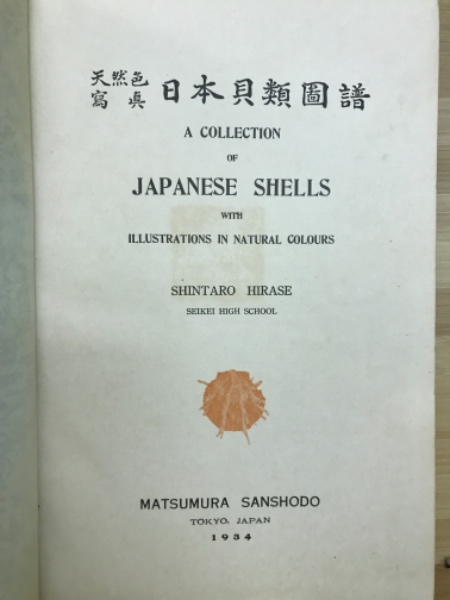 天然色
寫眞 日本貝類圖譜
A COLLECTION
OF
JAPANESE SHELLS
WITH
ILLUSTRATIONS IN NATURAL COLOURS
SHINTARO HIRASE
SEIKEI HIGH SCHOOL
MATSUMURA SANSHODO
TOKYO, JAPAN
1934